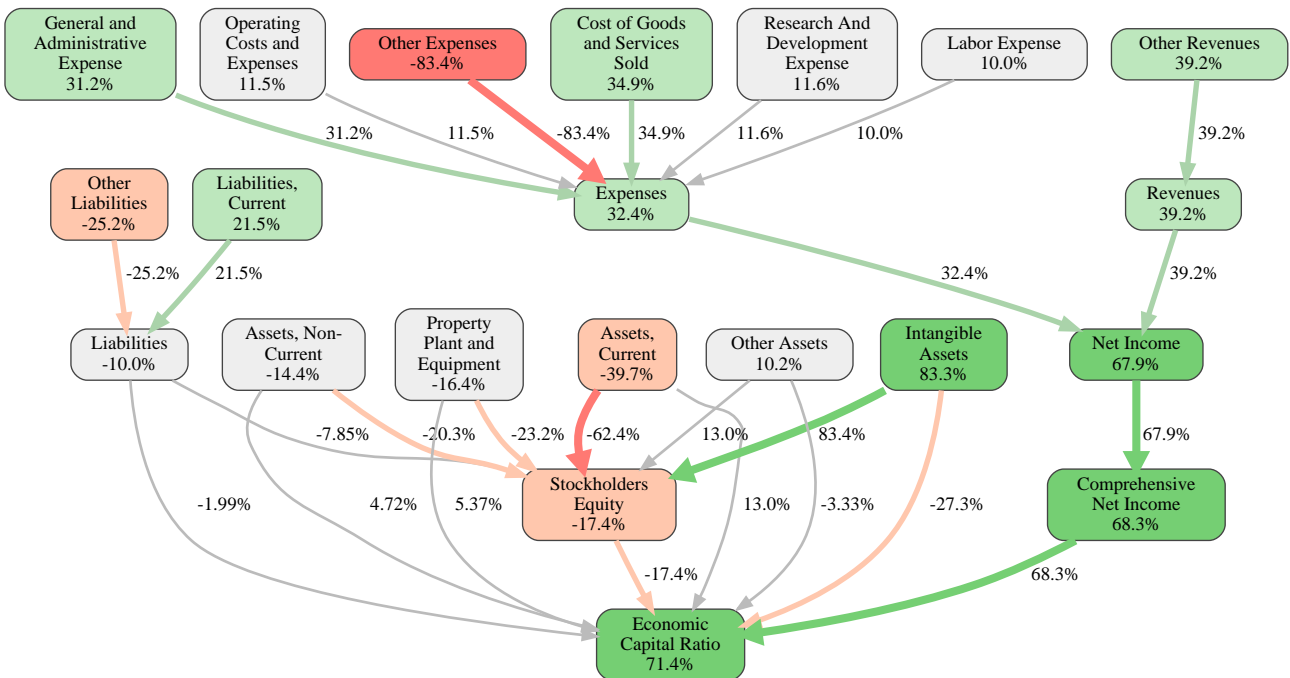 General and
Administrative
Expense
31.2%
Operating
Costs and
Expenses
11.5%
Other Expenses
-83.4%
Cost of Goods
and Services
Sold
34.9%
Research And
Development
Expense
11.6%
Labor Expense
10.0%
Other Revenues
39.2%
31.2%
11.5%
-83.4%
34.9%
11.6%
10.0%
39.2%
Other
Liabilities
-25.2%
Liabilities,
Current
21.5%
Expenses
32.4%
Revenues
39.2%
-25.2%
21.5%
32.4%
39.2%
Liabilities
-10.0%
Assets, Non-
Current
-14.4%
Property
Plant and
Equipment
-16.4%
Assets,
Current
-39.7%
Other Assets
10.2%
Intangible
Assets
83.3%
Net Income
67.9%
-7.85%
-20.3%
-23.2%
-62.4%
13.0%
83.4%
67.9%
Stockholders
Equity
-17.4%
Comprehensive
Net Income
68.3%
-1.99%
4.72%
5.37%
13.0%
-3.33%
-27.3%
-17.4%
68.3%
Economic
Capital Ratio
71.4%